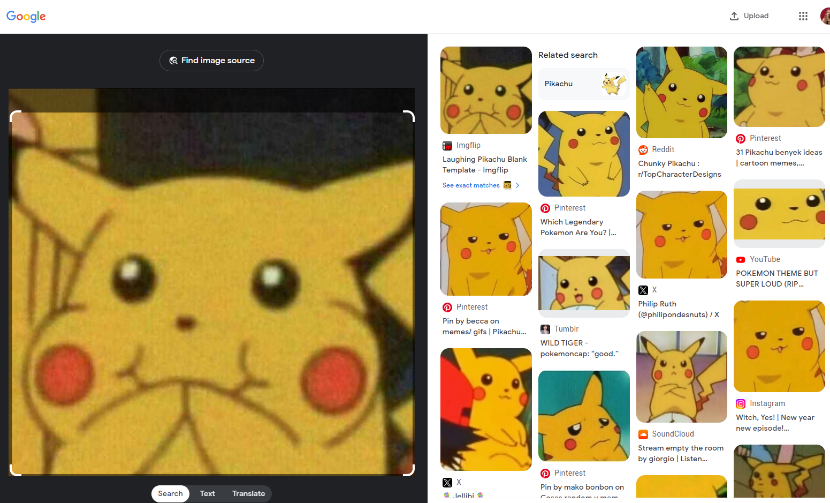 Google
Upload
Find image source
Search
Text
Translate
Imgflip
Laughing Pikachu Blank
Template - Imgflip
See exact matches
Pinterest
Pin by becca on
memes/ gifs | Pikachu...
X
Jellibi
Related search
Pikachu
Pinterest
Which Legendary
Pokemon Are You? |...
Tumblr
WILD TIGER -
pokemoncap: “good.”
Pinterest
Pin by mako bonbon on
Reddit
Chunky Pikachu :
r/TopCharacterDesigns
X
Philip Ruth
(@philipondesnuts) / X
SoundCloud
Stream empty the room
by giorgio | Listen...
Pinterest
31 Pikachu benyek ideas
| cartoon memes,...
YouTube
POKEMON THEME BUT
SUPER LOUD (RIP...
Instagram
Witch, Yes! | New year
new episode!...